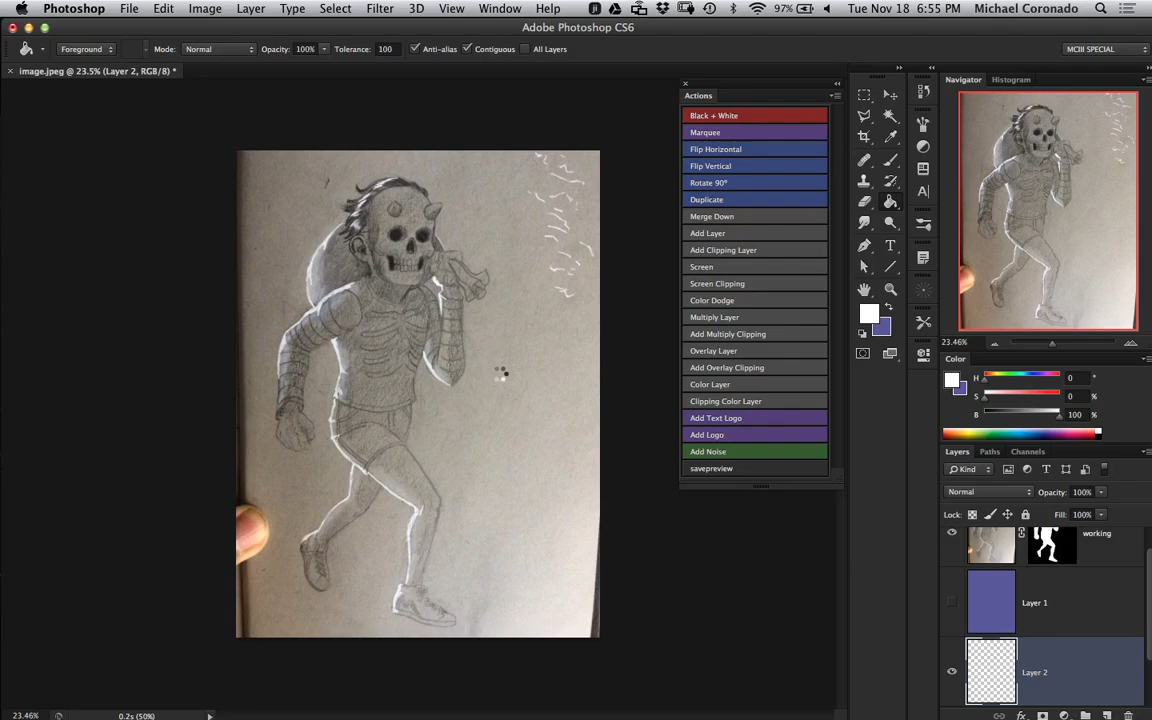 Photoshop File Edit Image Layer Type Select Filter 3D View Window Help 97% Tue Nov 18 6:55 PM Michael Coronado
Adobe Photoshop CS6
Foreground Mode: Normal Opacity: 100% Tolerance: 100 Anti-alias Contiguous All Layers MCIII SPECIAL
image.jpeg @ 23.5% (Layer 2, RGB/8) *
Actions
Black + White
Marquee
Flip Horizontal
Flip Vertical
Rotate 90°
Duplicate
Merge Down
Add Layer
Add Clipping Layer
Screen
Screen Clipping
Color Dodge
Multiply Layer
Add Multiply Clipping
Overlay Layer
Add Overlay Clipping
Color Layer
Clipping Color Layer
Add Text Logo
Add Logo
Add Noise
savepreview
Navigator Histogram
23.46%
Color
H 0 °
S 0 %
B 100 %
Layers Paths Channels
Kind
Normal Opacity: 100%
Lock: Fill: 100%
working
Layer 1
Layer 2
23.46% 0.2s (50%)